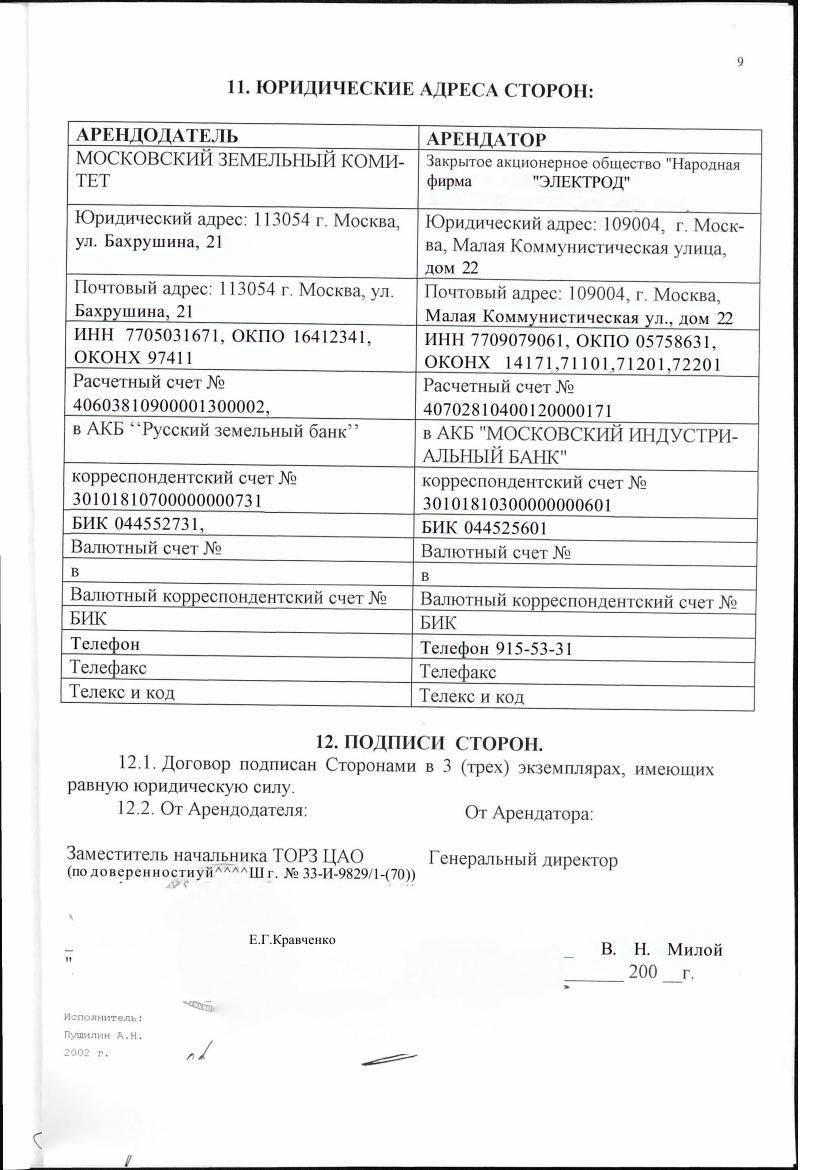 9
11. ЮРИДИЧЕСКИЕ АДРЕСА СТОРОН:
АРЕНДОДАТЕЛЬ
АРЕНДАТОР
МОСКОВСКИЙ ЗЕМЕЛЬНЫЙ КОМИ-
ТЕТ
Закрытое акционерное общество "Народная
фирма "ЭЛЕКТРОД"
Юридический адрес: 113054 г. Москва,
ул. Бахрушина, 21
Юридический адрес: 109004, г. Моск-
ва, Малая Коммунистическая улица,
дом 22
Почтовый адрес: 113054 г. Москва, ул.
Бахрушина, 21
Почтовый адрес: 109004, г. Москва,
Малая Коммунистическая ул., дом 22
ИНН 7705031671, ОКПО 16412341,
ОКОНХ 97411
ИНН 7709079061, ОКПО 05758631,
ОКОНХ 14171,71101,71201,72201
Расчетный счет №
40603810900001300002,
Расчетный счет №
40702810400120000171
в АКБ ‘‘Русский земельный банк’’
в АКБ "МОСКОВСКИЙ ИНДУСТРИ-
АЛЬНЫЙ БАНК"
корреспондентский счет №
30101810700000000731
корреспондентский счет №
30101810300000000601
БИК 044552731,
БИК 044525601
Валютный счет №
Валютный счет №
в
в
Валютный корреспондентский счет №
Валютный корреспондентский счет №
БИК
БИК
Телефон
Телефон 915-53-31
Телефакс
Телефакс
Телекс и код
Телекс и код
12. ПОДПИСИ СТОРОН.
12.1. Договор подписан Сторонами в 3 (трех) экземплярах, имеющих
равную юридическую силу.
12.2. От Арендодателя:
От Арендатора:
Заместитель начальника ТОРЗ ЦАО
Генеральный директор
(по доверенностиуй^^^^Ш г. № 33-И-9829/1-(70))
Е.Г.Кравченко
_ В. Н. Милой
"
______ 200 __г.
Исполнитель:
Пушилин А.Н.
2002 г.